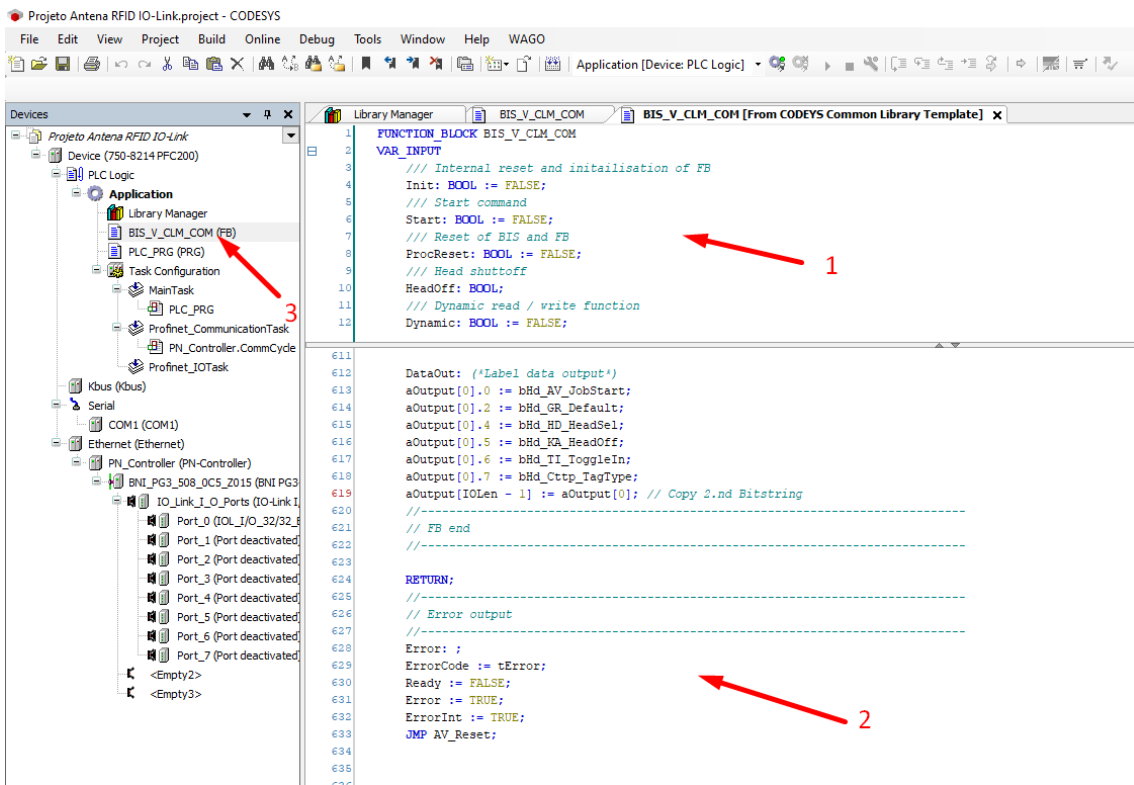 Projeto Antena RFID IO-Link.project - CODESYS
File Edit View Project Build Online Debug Tools Window Help WAGO
Application [Device: PLC Logic]
Devices
Projeto Antena RFID IO-Link
Device (750-8214 PFC200)
PLC Logic
Application
Library Manager
BIS_V_CLM_COM (FB)
PLC_PRG (PRG)
Task Configuration
MainTask
PLC_PRG
Profinet_CommunicationTask
PN_Controller.CommCycle
Profinet_IOTask
Kbus (Kbus)
Serial
COM1 (COM1)
Ethernet (Ethernet)
PN_Controller (PN-Controller)
BNI_PG3_508_0C5_Z015 (BNI PG3
IO_Link_I_O_Ports (IO-Link I
Port_0 (IOL_I/O_32/32_
Port_1 (Port deactivated
Port_2 (Port deactivated
Port_3 (Port deactivated
Port_4 (Port deactivated
Port_5 (Port deactivated
Port_6 (Port deactivated
Port_7 (Port deactivated
<Empty2>
<Empty3>
3
Library Manager BIS_V_CLM_COM BIS_V_CLM_COM [From CODEYS Common Library Template]
1 FUNCTION_BLOCK BIS_V_CLM_COM
2 VAR_INPUT
3 /// Internal reset and initailisation of FB
4 Init: BOOL := FALSE;
5 /// Start command
6 Start: BOOL := FALSE;
7 /// Reset of BIS and FB
8 ProcReset: BOOL := FALSE;
9 /// Head shuttoff
10 HeadOff: BOOL;
11 /// Dynamic read / write function
12 Dynamic: BOOL := FALSE;
1
611
612 DataOut: (*Label data output*)
613 aOutput[0].0 := bHd_AV_JobStart;
614 aOutput[0].2 := bHd_GR_Default;
615 aOutput[0].4 := bHd_HD_HeadSel;
616 aOutput[0].5 := bHd_KA_HeadOff;
617 aOutput[0].6 := bHd_TI_ToggleIn;
618 aOutput[0].7 := bHd_Cttp_TagType;
619 aOutput[IOLen - 1] := aOutput[0]; // Copy 2.nd Bitstring
620 //--------------------------------------------------------------------
621 // FB end
622 //--------------------------------------------------------------------
623
624 RETURN;
625 //--------------------------------------------------------------------
626 // Error output
627 //--------------------------------------------------------------------
628 Error: ;
629 ErrorCode := tError;
630 Ready := FALSE;
631 Error := TRUE;
632 ErrorInt := TRUE;
633 JMP AV_Reset;
634
635
2